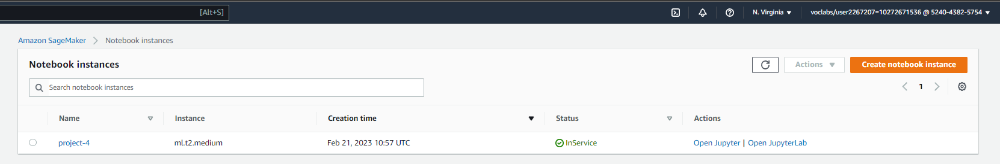 [Alt+S] N. Virginia voclabs/user2267207=10272671536 @ 5240-4382-5754
Amazon SageMaker Notebook instances
Notebook instances Actions Create notebook instance
Search notebook instances 1
Name Instance Creation time Status Actions
project-4 ml.t2.medium Feb 21, 2023 10:57 UTC InService Open Jupyter | Open JupyterLab